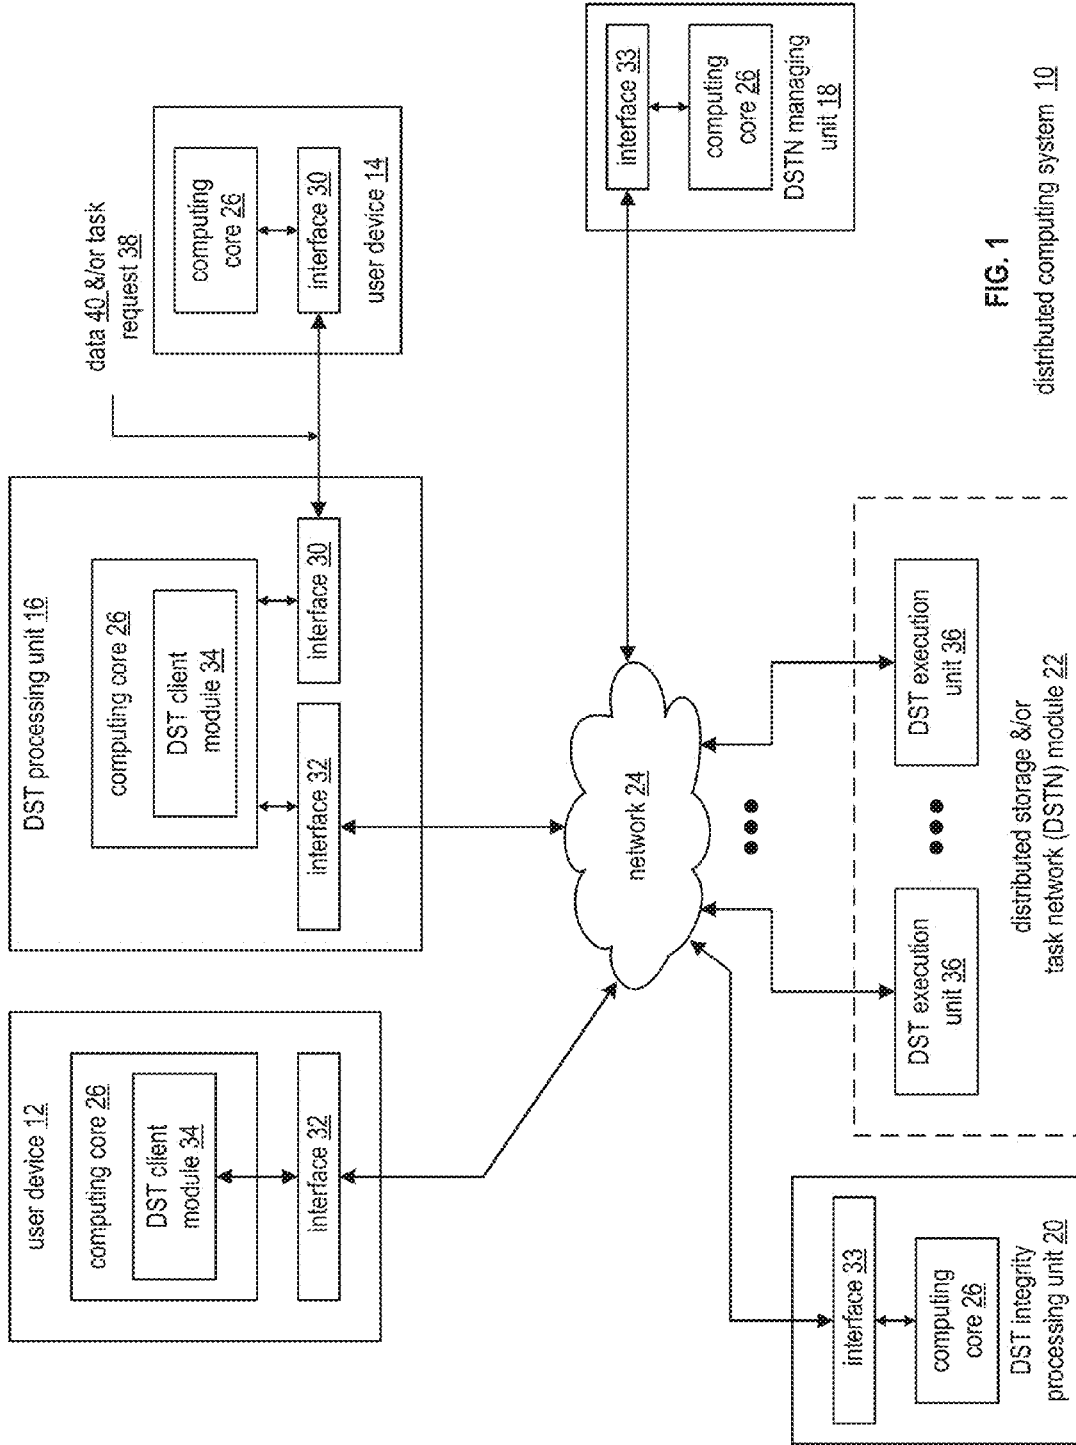 user device 12
computing core 26
DST client
module 34
interface 32
DST processing unit 16
computing core 26
DST client
module 34
interface 32
interface 30
data 40 &/or task
request 38
computing
core 26
interface 30
user device 14
network 24
interface 33
computing
core 26
DSTN managing
unit 18
interface 33
computing
core 26
DST integrity
processing unit 20
DST execution
unit 36
DST execution
unit 36
distributed storage &/or
task network (DSTN) module 22
FIG. 1
distributed computing system 10